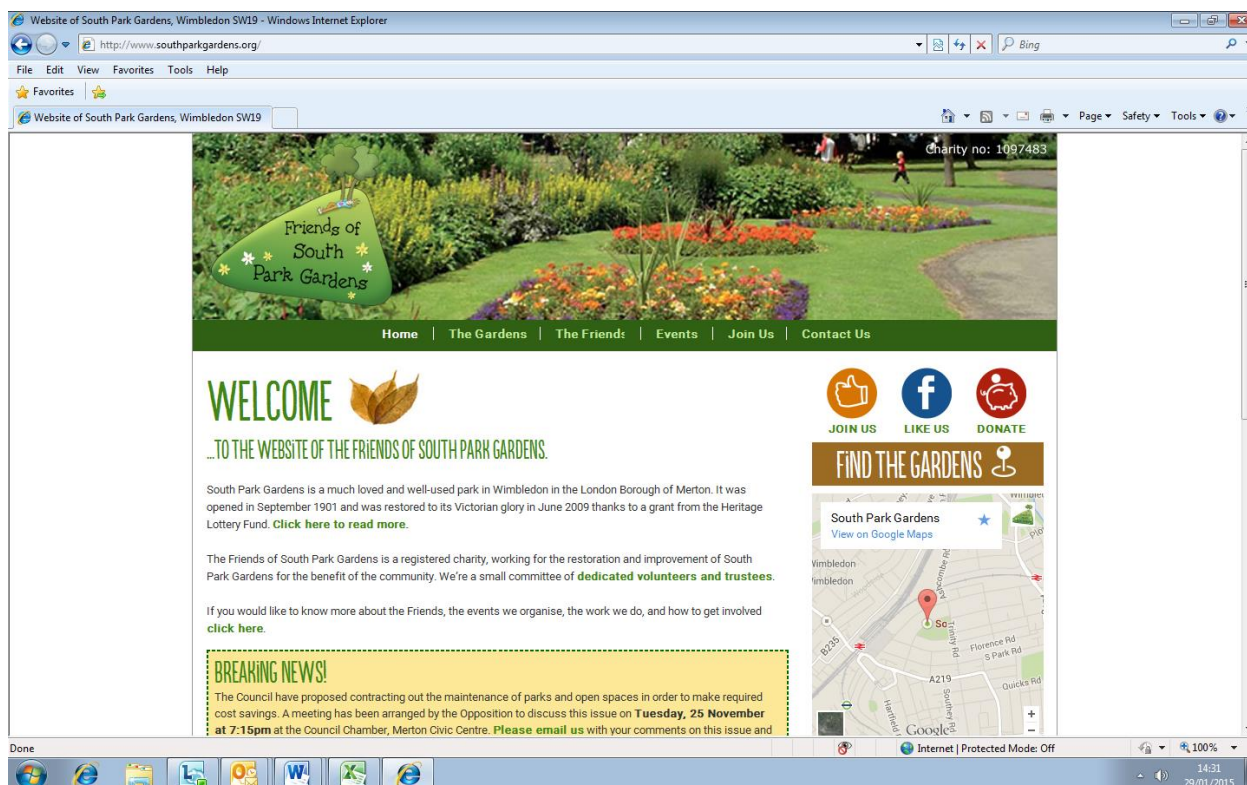 Website of South Park Gardens, Wimbledon SW19 - Windows Internet Explorer
http://www.southparkgardens.org/
Bing
File Edit View Favorites Tools Help
Favorites
Website of South Park Gardens, Wimbledon SW19
Page Safety Tools
Charity no: 1097483
Friends of
South
Park Gardens
Home The Gardens The Friends Events Join Us Contact Us
WELCOME
...TO THE WEBSITE OF THE FRIENDS OF SOUTH PARK GARDENS.
South Park Gardens is a much loved and well-used park in Wimbledon in the London Borough of Merton. It was
opened in September 1901 and was restored to its Victorian glory in June 2009 thanks to a grant from the Heritage
Lottery Fund. Click here to read more.
The Friends of South Park Gardens is a registered charity, working for the restoration and improvement of South
Park Gardens for the benefit of the community. We're a small committee of dedicated volunteers and trustees.
If you would like to know more about the Friends, the events we organise, the work we do, and how to get involved
click here.
BREAKING NEWS!
The Council have proposed contracting out the maintenance of parks and open spaces in order to make required
cost savings. A meeting has been arranged by the Opposition to discuss this issue on Tuesday, 25 November
at 7:15pm at the Council Chamber, Merton Civic Centre. Please email us with your comments on this issue and
JOIN US LIKE US DONATE
FIND THE GARDENS
South Park Gardens
View on Google Maps
Wimbledon
Ashcombe Rd
Trinity Rd
Florence Rd
S Park Rd
B235
A219
Quicks Rd
Southey Rd
Hartfield
Google
+
−
Done
Internet | Protected Mode: Off
100%
14:31
29/01/2015